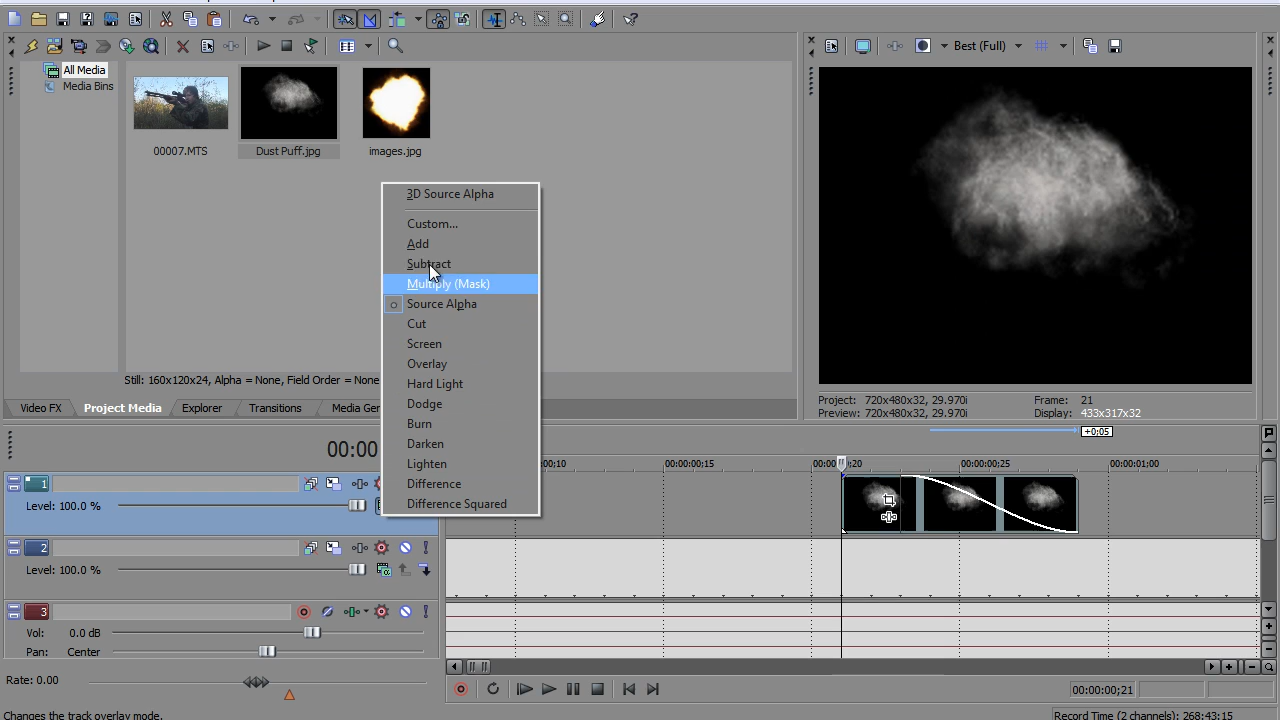 Best (Full)
All Media
Media Bins
00007.MTS
Dust Puff.jpg
images.jpg
3D Source Alpha
Custom...
Add
Subtract
Multiply (Mask)
Source Alpha
Cut
Screen
Overlay
Hard Light
Dodge
Burn
Darken
Lighten
Difference
Difference Squared
Still: 160x120x24, Alpha = None, Field Order = None
Video FX
Project Media
Explorer
Transitions
Media Ger
Project: 720x480x32, 29.970i
Frame: 21
Preview: 720x480x32, 29.970i
Display: 433x317x32
+0;05
00:00
;10
00:00:00;15
00:00
;20
00:00:00;25
00:00:01;00
1
Level: 100.0 %
2
Level: 100.0 %
3
Vol: 0.0 dB
Pan: Center
Rate: 0.00
00:00:00;21
Changes the track overlay mode.
Record Time (2 channels): 268:43:15